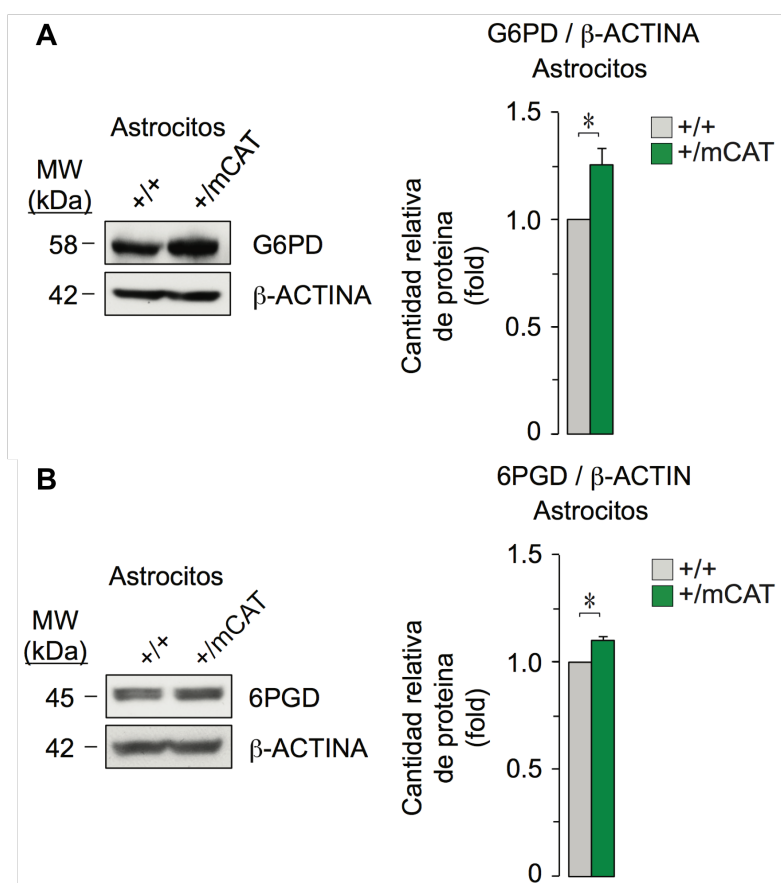 A
G6PD / β-ACTINA
Astrocitos
Astrocitos
MW
(kDa)
+/+
+/mCAT
58
G6PD
42
β-ACTINA
Cantidad relativa
de proteina
(fold)
1.5
1.0
0.5
0
*
+/+
+/mCAT
B
6PGD / β-ACTIN
Astrocitos
Astrocitos
MW
(kDa)
+/+
+/mCAT
45
6PGD
42
β-ACTINA
Cantidad relativa
de proteina
(fold)
1.5
1.0
0.5
0
*
+/+
+/mCAT